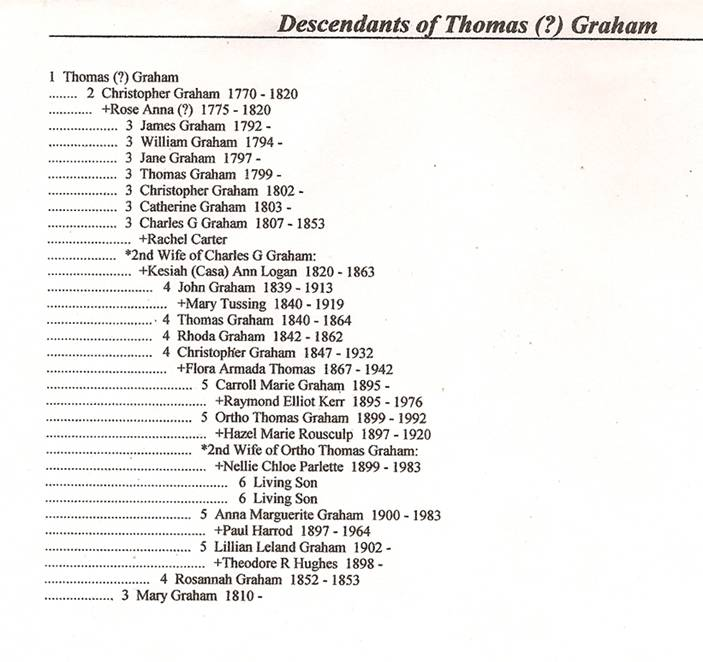 Descendants of Thomas (?) Graham
1 Thomas (?) Graham
........ 2 Christopher Graham 1770 - 1820
............ +Rose Anna (?) 1775 - 1820
................... 3 James Graham 1792 -
................... 3 William Graham 1794 -
................... 3 Jane Graham 1797 -
................... 3 Thomas Graham 1799 -
................... 3 Christopher Graham 1802 -
................... 3 Catherine Graham 1803 -
................... 3 Charles G Graham 1807 - 1853
....................... +Rachel Carter
................... *2nd Wife of Charles G Graham:
....................... +Kesiah (Casa) Ann Logan 1820 - 1863
............................. 4 John Graham 1839 - 1913
................................. +Mary Tussing 1840 - 1919
............................. 4 Thomas Graham 1840 - 1864
............................. 4 Rhoda Graham 1842 - 1862
............................. 4 Christopher Graham 1847 - 1932
................................. +Flora Armada Thomas 1867 - 1942
........................................ 5 Carroll Marie Graham 1895 -
............................................ +Raymond Elliot Kerr 1895 - 1976
........................................ 5 Ortho Thomas Graham 1899 - 1992
............................................ +Hazel Marie Rousculp 1897 - 1920
........................................ *2nd Wife of Ortho Thomas Graham:
............................................ +Nellie Chloe Parlette 1899 - 1983
.................................................. 6 Living Son
.................................................. 6 Living Son
........................................ 5 Anna Marguerite Graham 1900 - 1983
............................................ +Paul Harrod 1897 - 1964
........................................ 5 Lillian Leland Graham 1902 -
............................................ +Theodore R Hughes 1898 -
............................. 4 Rosannah Graham 1852 - 1853
................... 3 Mary Graham 1810 -